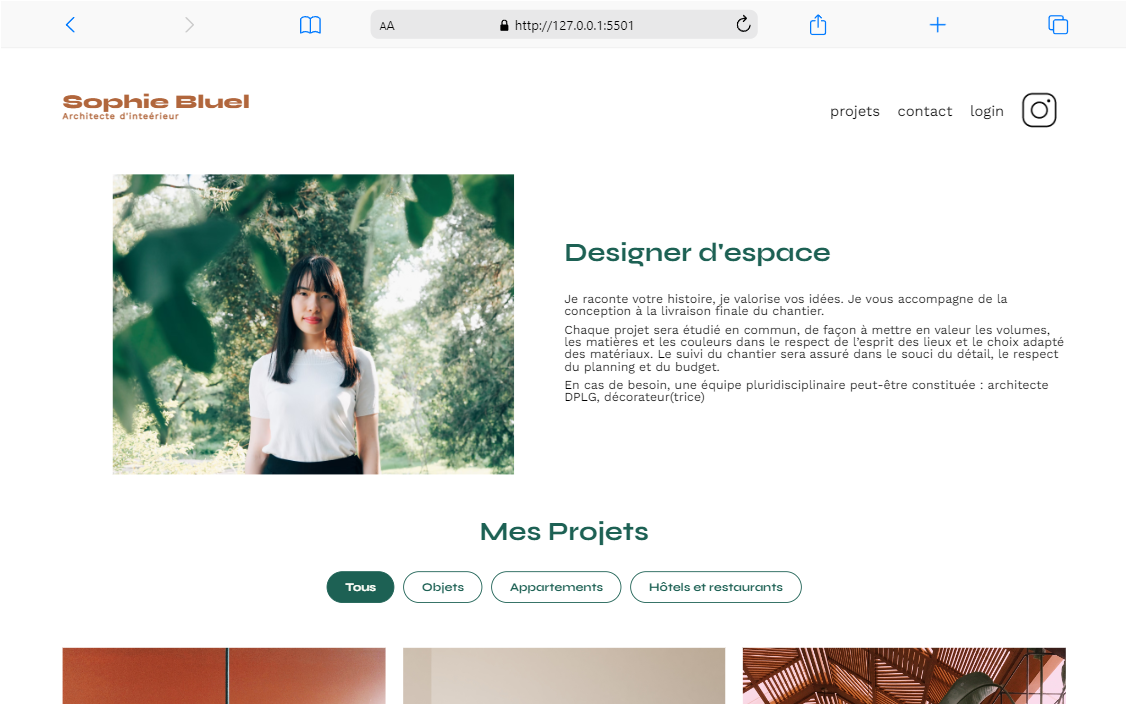 AA
http://127.0.0.1:5501
Sophie Bluel
Architecte d'inteérieur
projets contact login
Designer d'espace
Je raconte votre histoire, je valorise vos idées. Je vous accompagne de la
conception à la livraison finale du chantier.
Chaque projet sera étudié en commun, de façon à mettre en valeur les volumes,
les matières et les couleurs dans le respect de l’esprit des lieux et le choix adapté
des matériaux. Le suivi du chantier sera assuré dans le souci du détail, le respect
du planning et du budget.
En cas de besoin, une équipe pluridisciplinaire peut-être constituée : architecte
DPLG, décorateur(trice)
Mes Projets
Tous Objets Appartements Hôtels et restaurants